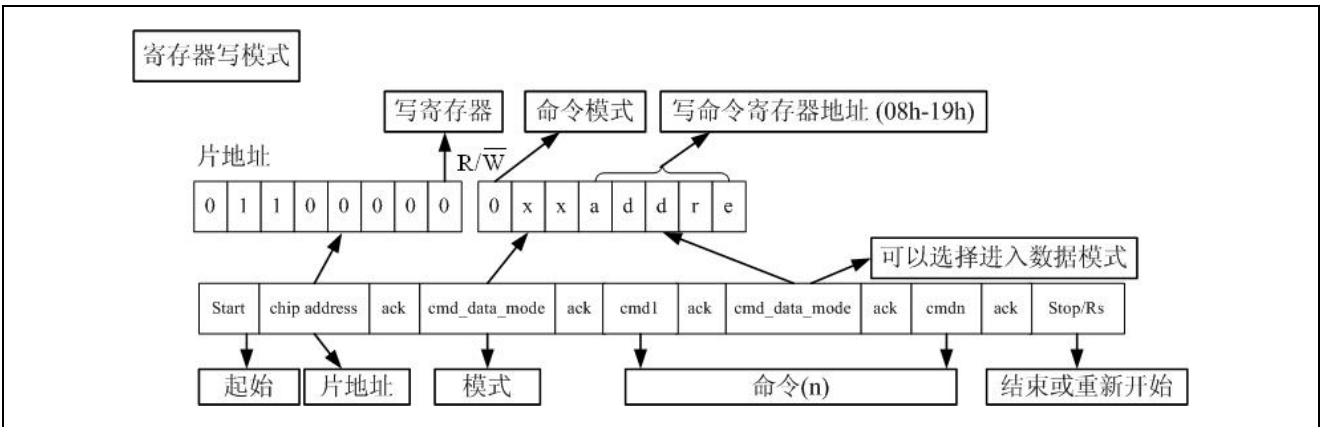 寄存器写模式
写寄存器 命令模式 写命令寄存器地址 (08h-19h)
片地址 R/W̅
0 1 1 0 0 0 0 0 0 x x a d d r e
可以选择进入数据模式
Start chip address ack cmd_data_mode ack cmd1 ack cmd_data_mode ack cmdn ack Stop/Rs
起始 片地址 模式 命令(n) 结束或重新开始